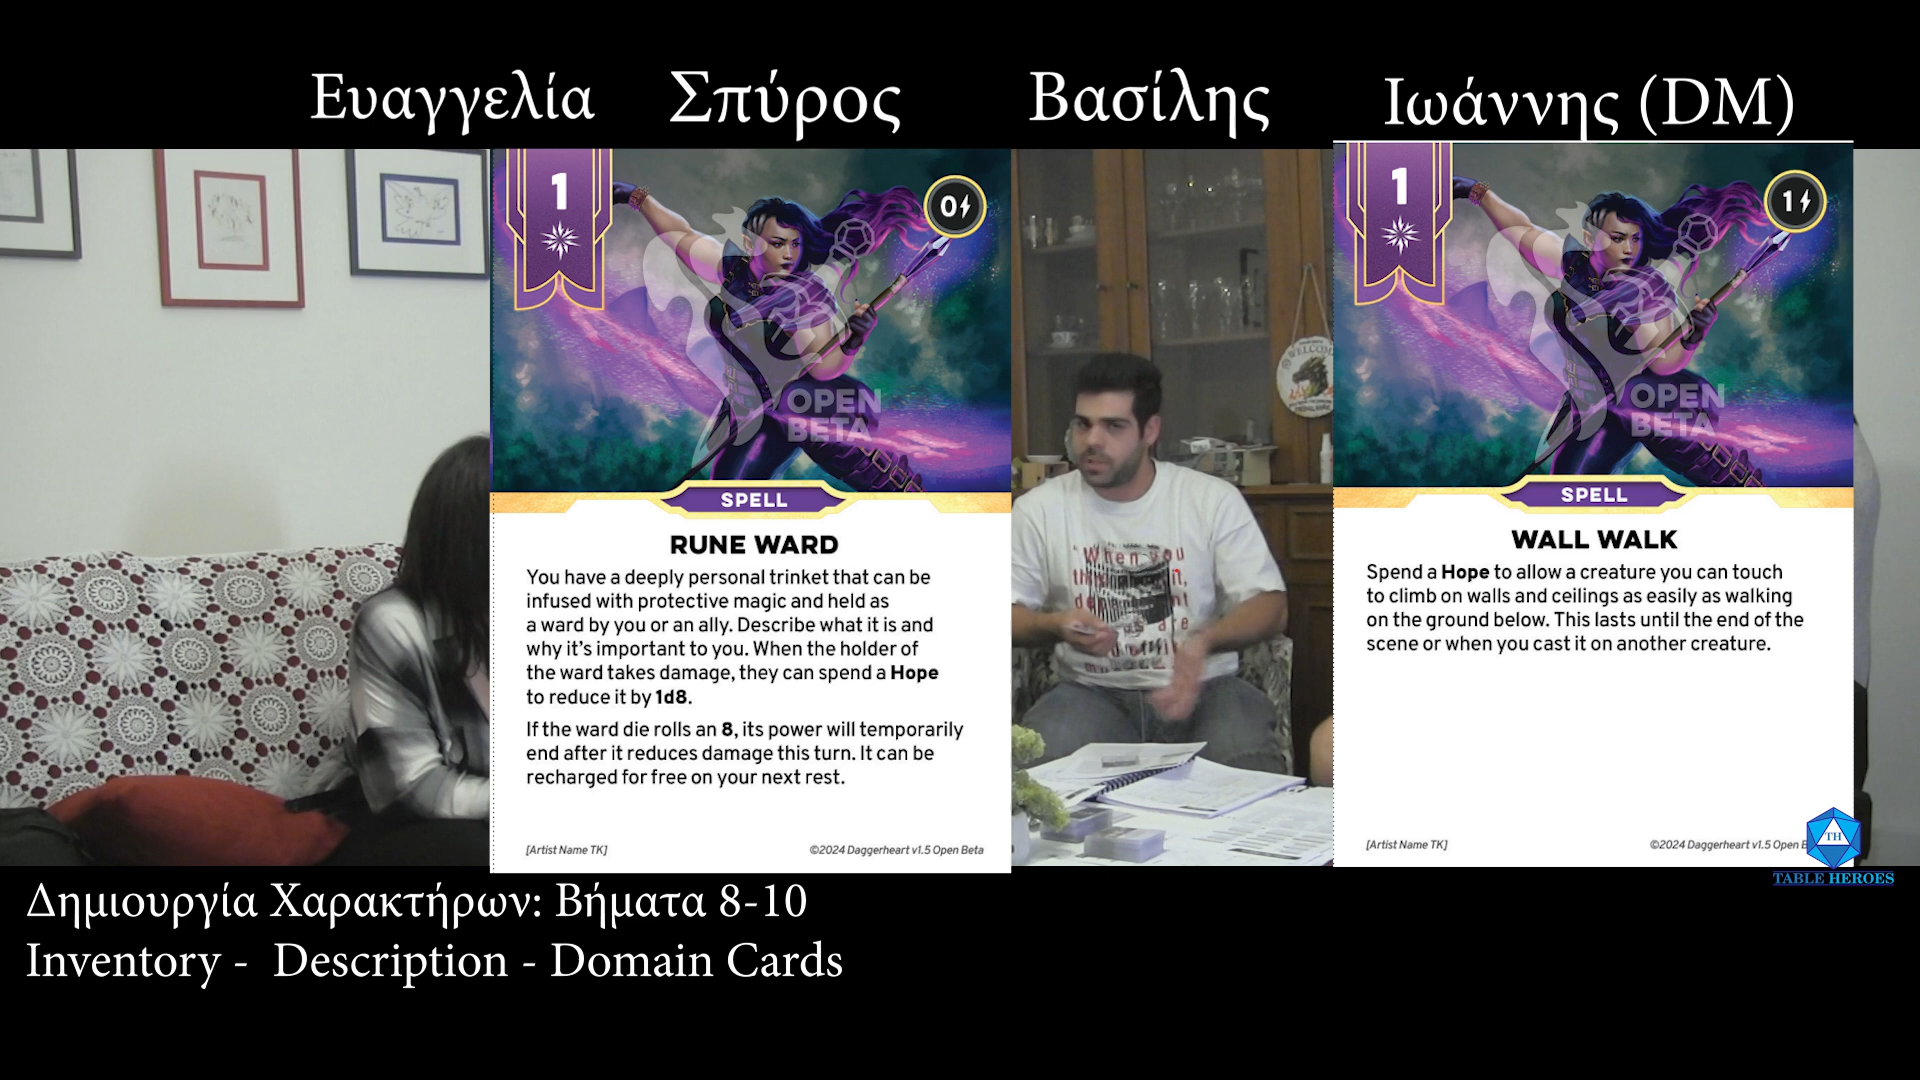 Ευαγγελία
Σπύρος
Βασίλης
Ιωάννης (DM)
1
0
OPEN
BETA
SPELL
RUNE WARD
You have a deeply personal trinket that can be
infused with protective magic and held as
a ward by you or an ally. Describe what it is and
why it's important to you. When the holder of
the ward takes damage, they can spend a Hope
to reduce it by 1d8.
If the ward die rolls an 8, its power will temporarily
end after it reduces damage this turn. It can be
recharged for free on your next rest.
[Artist Name TK]
©2024 Daggerheart v1.5 Open Beta
WELCOME
"When you
1
1
OPEN
BETA
SPELL
WALL WALK
Spend a Hope to allow a creature you can touch
to climb on walls and ceilings as easily as walking
on the ground below. This lasts until the end of the
scene or when you cast it on another creature.
[Artist Name TK]
©2024 Daggerheart v1.5 Open
TH
TABLE HEROES
Δημιουργία Χαρακτήρων: Βήματα 8-10
Inventory - Description - Domain Cards